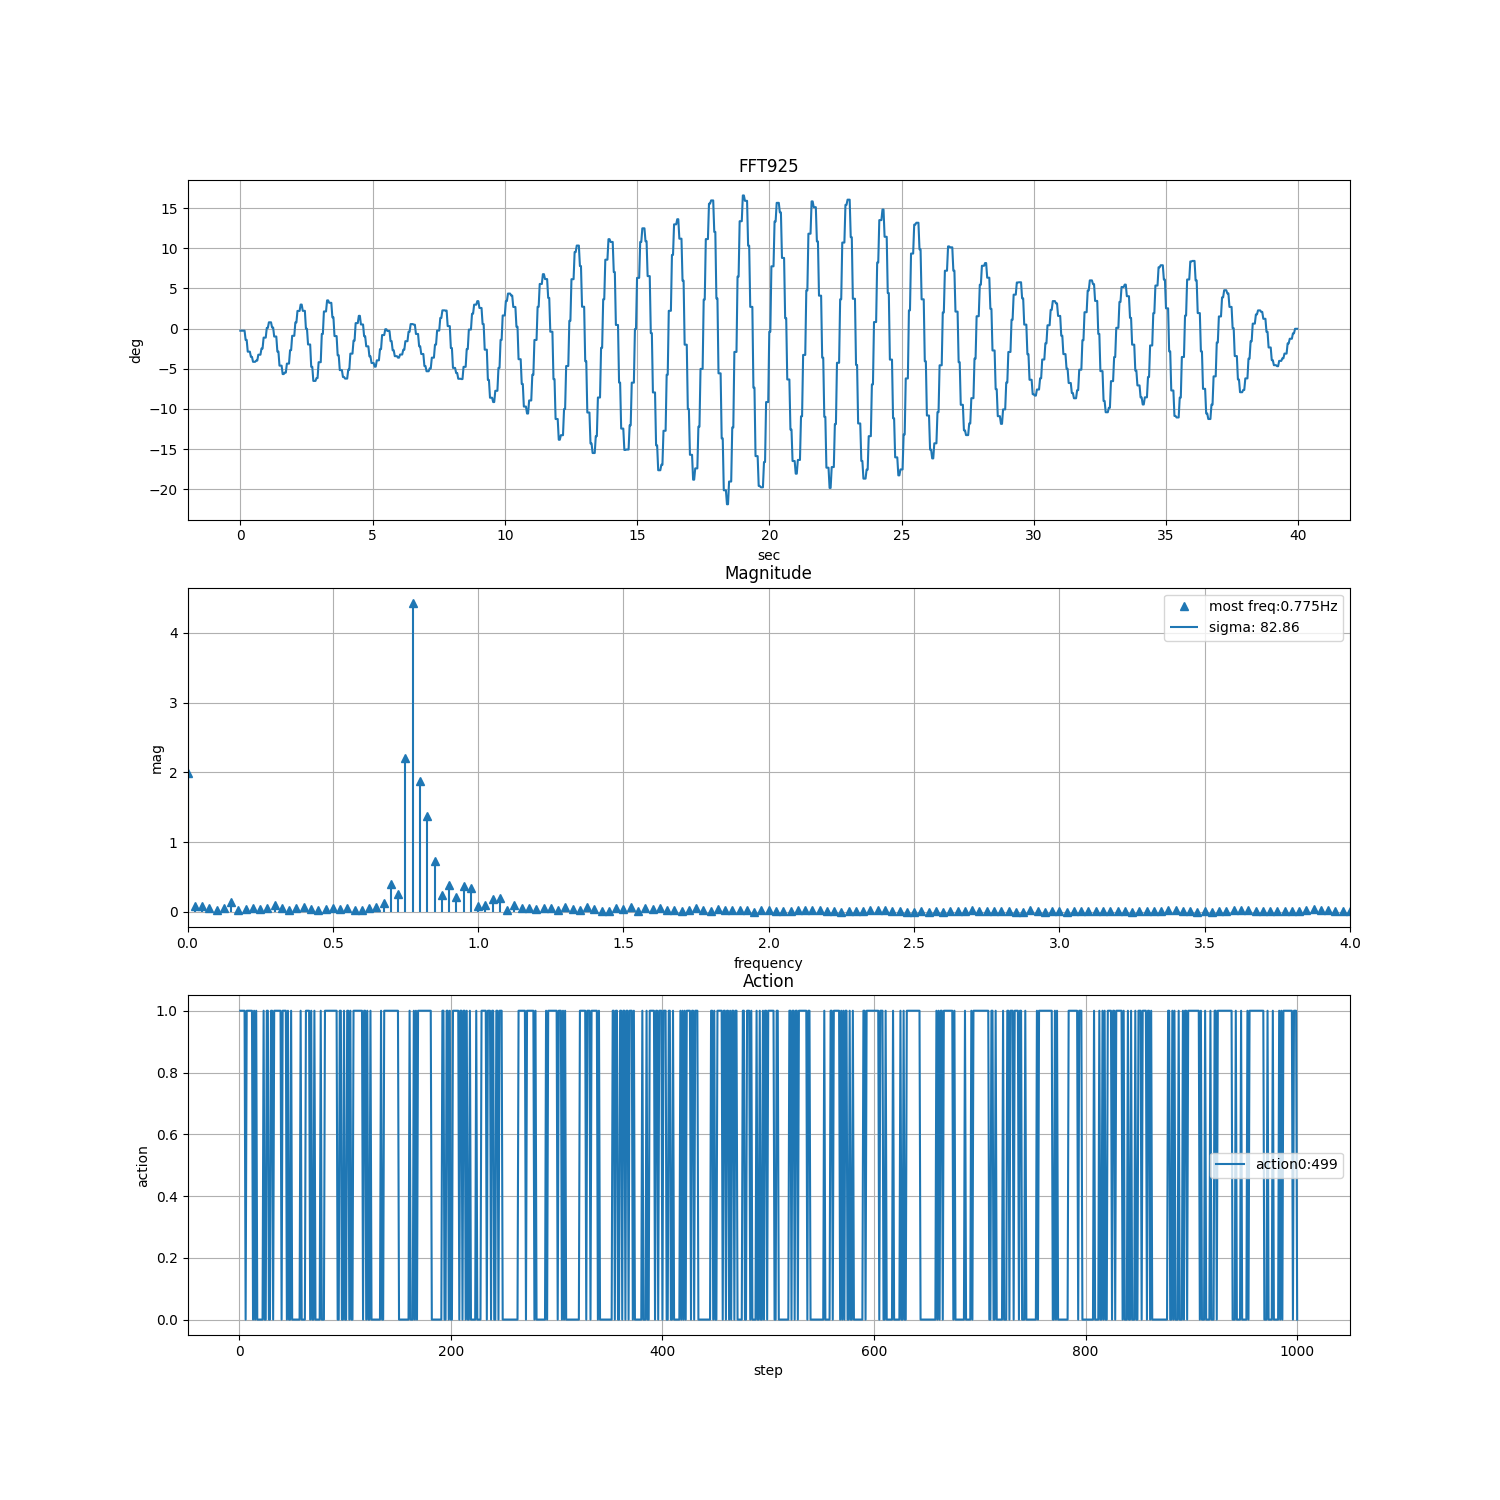 FFT925
15
10
5
0
−5
−10
−15
−20
deg
0 5 10 15 20 25 30 35 40
sec
Magnitude
most freq:0.775Hz
sigma: 82.86
4
3
2
1
0
mag
0.0 0.5 1.0 1.5 2.0 2.5 3.0 3.5 4.0
frequency
Action
1.0
0.8
0.6
0.4
0.2
0.0
action
action0:499
0 200 400 600 800 1000
step